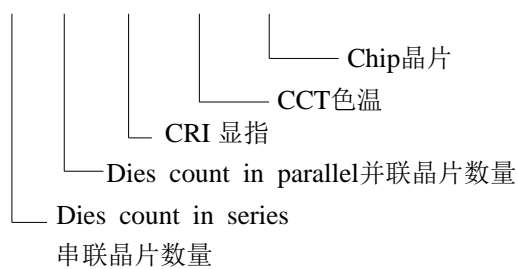 Chip晶片
CCT色温
CRI 显指
Dies count in parallel并联晶片数量
Dies count in series
串联晶片数量